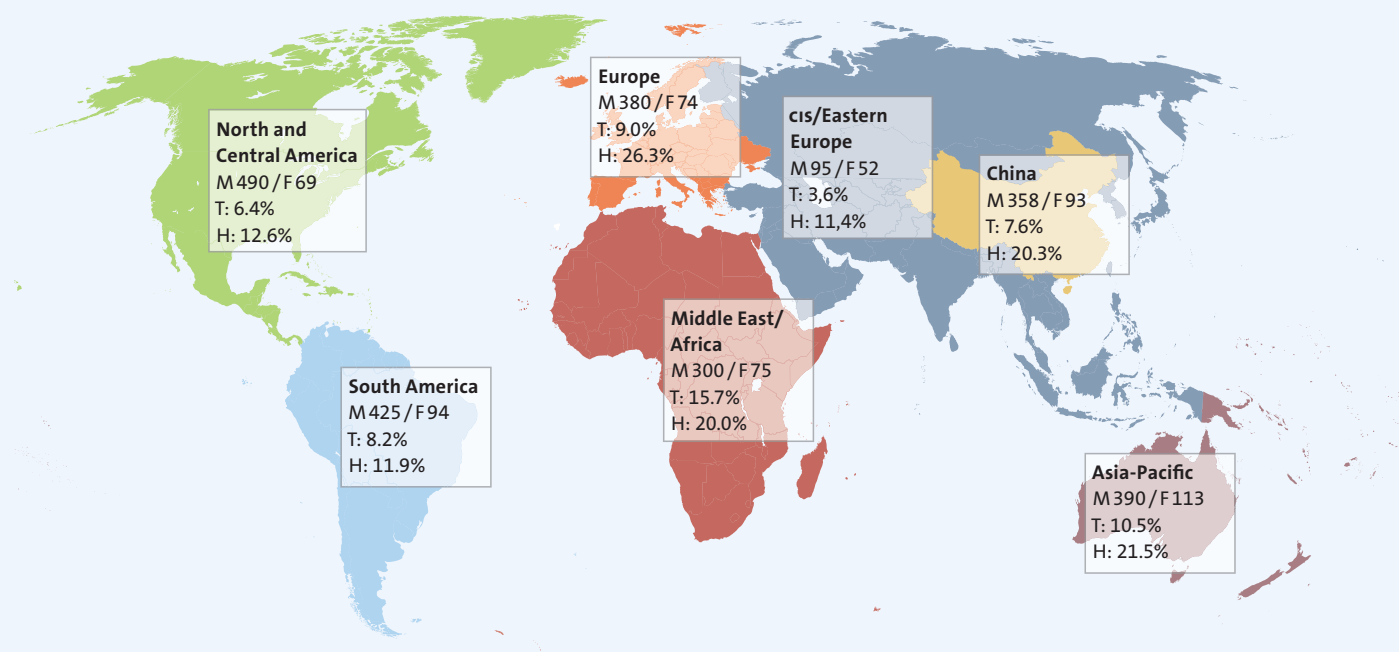 North and
Central America
M 490 / F 69
T: 6.4%
H: 12.6%
Europe
M 380 / F 74
T: 9.0%
H: 26.3%
CIS/Eastern
Europe
M 95 / F 52
T: 3,6%
H: 11,4%
China
M 358 / F 93
T: 7.6%
H: 20.3%
Middle East/
Africa
M 300 / F 75
T: 15.7%
H: 20.0%
South America
M 425 / F 94
T: 8.2%
H: 11.9%
Asia-Pacific
M 390 / F 113
T: 10.5%
H: 21.5%